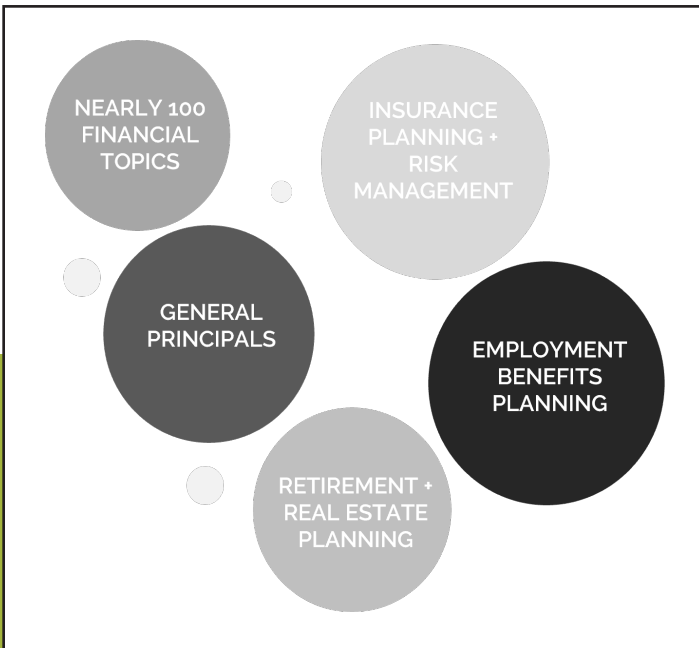 NEARLY 100
FINANCIAL
TOPICS
INSURANCE
PLANNING +
RISK
MANAGEMENT
GENERAL
PRINCIPALS
EMPLOYMENT
BENEFITS
PLANNING
RETIREMENT +
REAL ESTATE
PLANNING